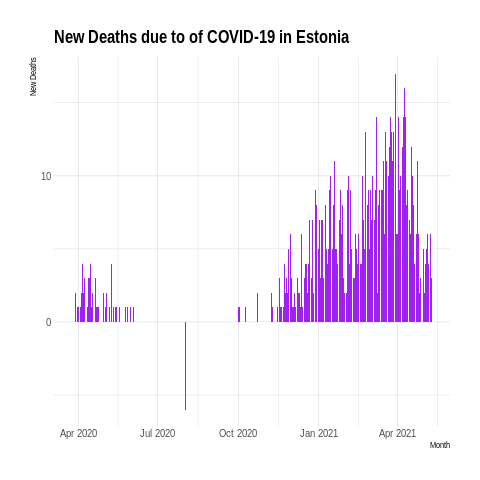 New Deaths due to of COVID-19 in Estonia
New Deaths
10
0
Apr 2020 Jul 2020 Oct 2020 Jan 2021 Apr 2021
Month